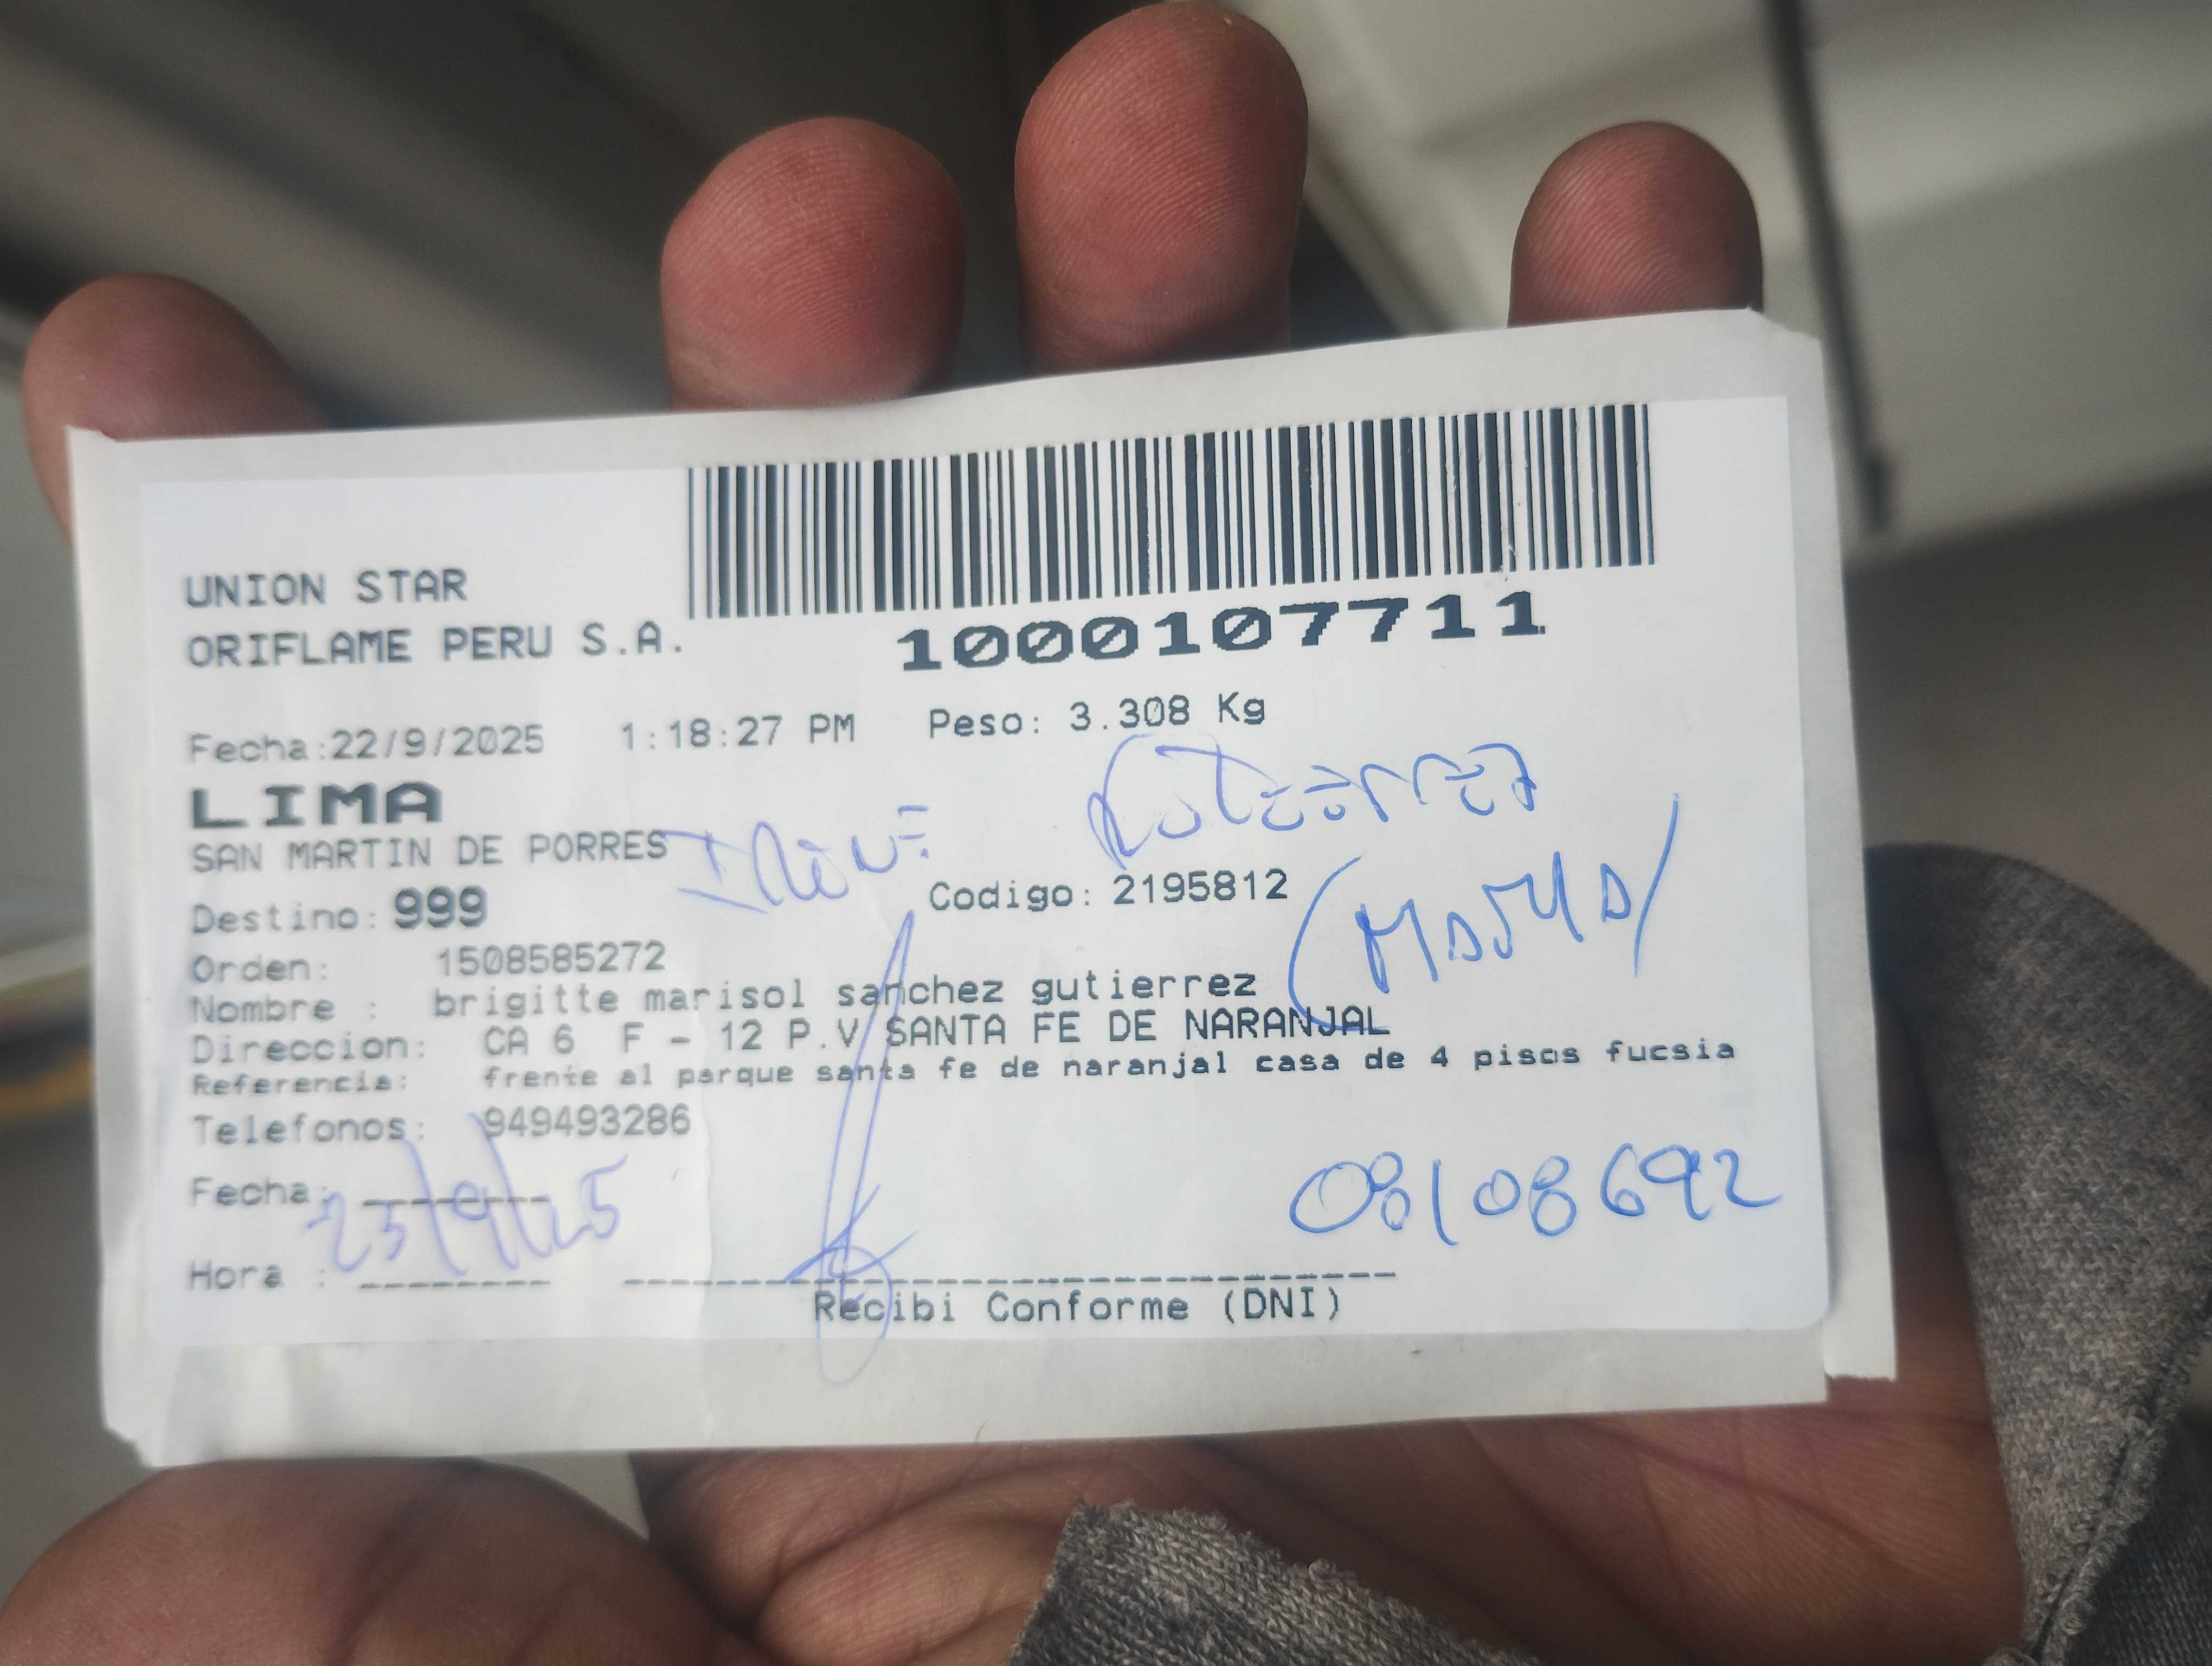 UNION STAR
ORIFLAME PERU S.A.
1000107711
Fecha:22/9/2025 1:18:27 PM Peso: 3.308 Kg
LIMA
SAN MARTIN DE PORRES
Destino: 999 Codigo: 2195812
Orden: 1508585272
Nombre : brigitte marisol sanchez gutierrez
Direccion: CA 6 F - 12 P.V SANTA FE DE NARANJAL
Referencia: frente al parque santa fe de naranjal casa de 4 pisos fucsia
Telefonos: 949493286
Fecha: 23/9/25
08108692
Hora :
Recibi Conforme (DNI)